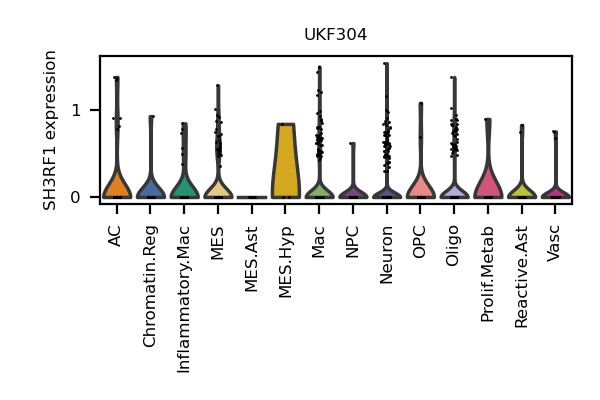 UKF304
SH3RF1 expression
1
0
AC
Chromatin.Reg
Inflammatory.Mac
MES
MES.Ast
MES.Hyp
Mac
NPC
Neuron
OPC
Oligo
Prolif.Metab
Reactive.Ast
Vasc